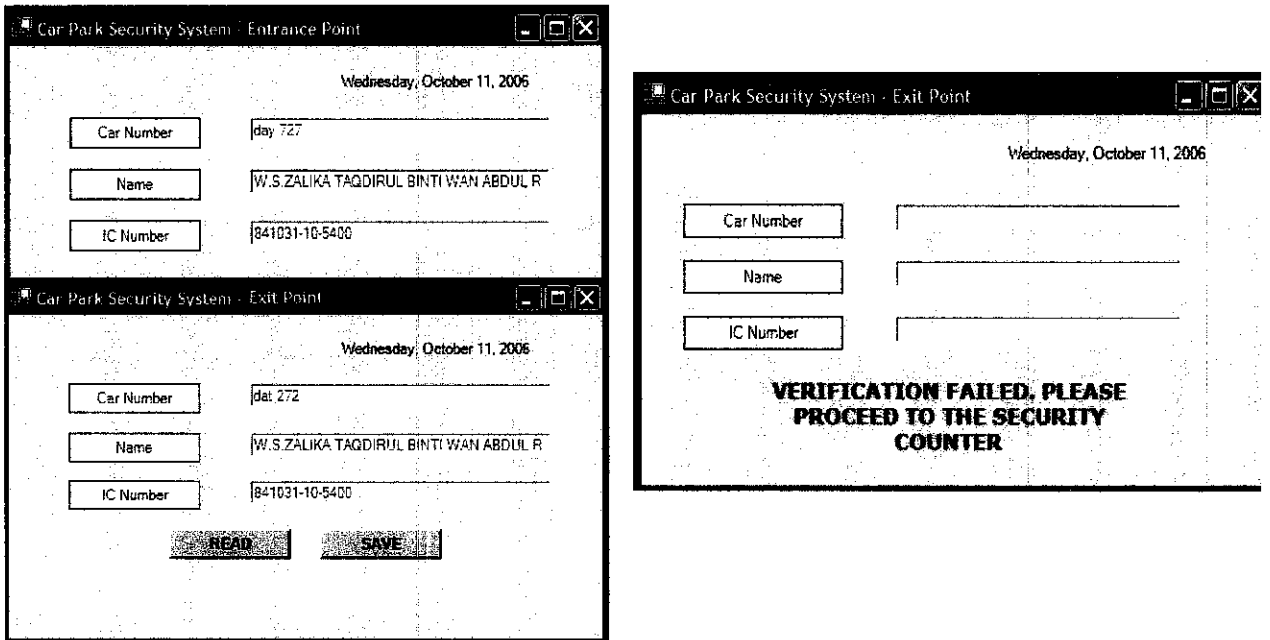 Car Park Security System - Entrance Point
Wednesday, October 11, 2006
Car Number
day 727
Name
W.S.ZALIKA TAQDIRUL BINTI WAN ABDUL R
IC Number
841031-10-5400
Car Park Security System - Exit Point
Wednesday, October 11, 2006
Car Number
dat 272
Name
W.S.ZALIKA TAQDIRUL BINTI WAN ABDUL R
IC Number
841031-10-5400
READ
SAVE
Car Park Security System - Exit Point
Wednesday, October 11, 2006
Car Number
Name
IC Number
VERIFICATION FAILED. PLEASE
PROCEED TO THE SECURITY
COUNTER